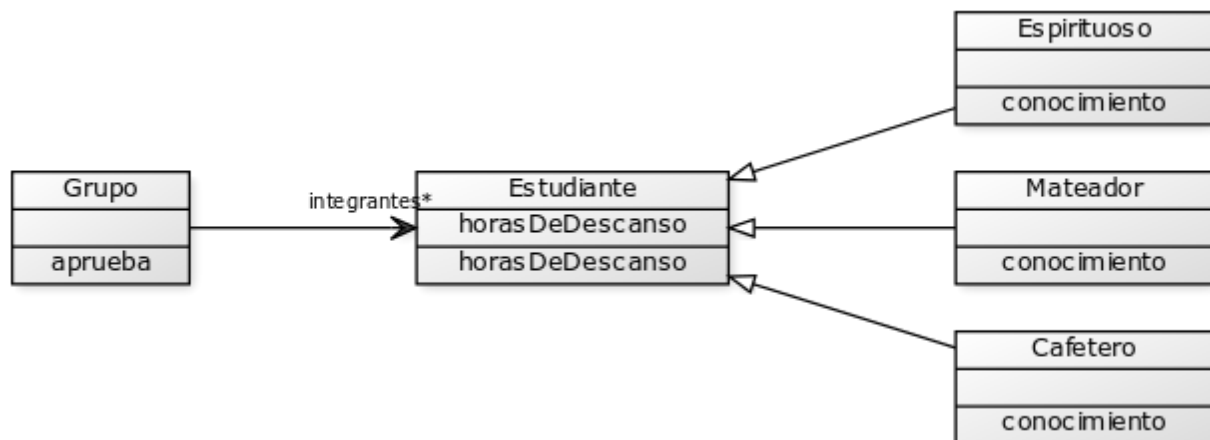 Grupo
aprueba
integrantes*
Estudiante
horasDeDescanso
horasDeDescanso
Espirituoso
conocimiento
Mateador
conocimiento
Cafetero
conocimiento